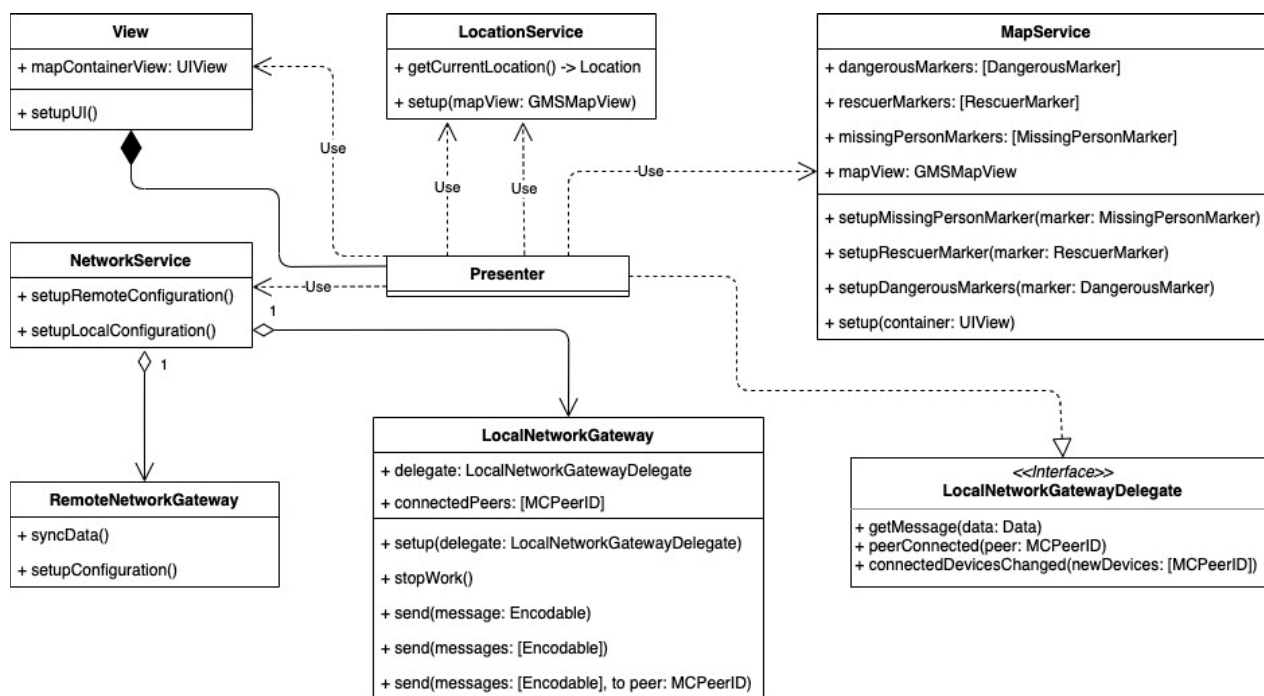 View
+ mapContainerView: UIView
+ setupUI()
LocationService
+ getCurrentLocation() -> Location
+ setup(mapView: GMSMapView)
MapService
+ dangerousMarkers: [DangerousMarker]
+ rescuerMarkers: [RescuerMarker]
+ missingPersonMarkers: [MissingPersonMarker]
+ mapView: GMSMapView
+ setupMissingPersonMarker(marker: MissingPersonMarker)
+ setupRescuerMarker(marker: RescuerMarker)
+ setupDangerousMarkers(marker: DangerousMarker)
+ setup(container: UIView)
Use
Use
Use
Use
NetworkService
+ setupRemoteConfiguration()
+ setupLocalConfiguration()
Use
Presenter
1
1
LocalNetworkGateway
+ delegate: LocalNetworkGatewayDelegate
+ connectedPeers: [MCPeerID]
+ setup(delegate: LocalNetworkGatewayDelegate)
+ stopWork()
+ send(message: Encodable)
+ send(messages: [Encodable])
+ send(messages: [Encodable], to peer: MCPeerID)
RemoteNetworkGateway
+ syncData()
+ setupConfiguration()
<<Interface>>
LocalNetworkGatewayDelegate
+ getMessage(data: Data)
+ peerConnected(peer: MCPeerID)
+ connectedDevicesChanged(newDevices: [MCPeerID])